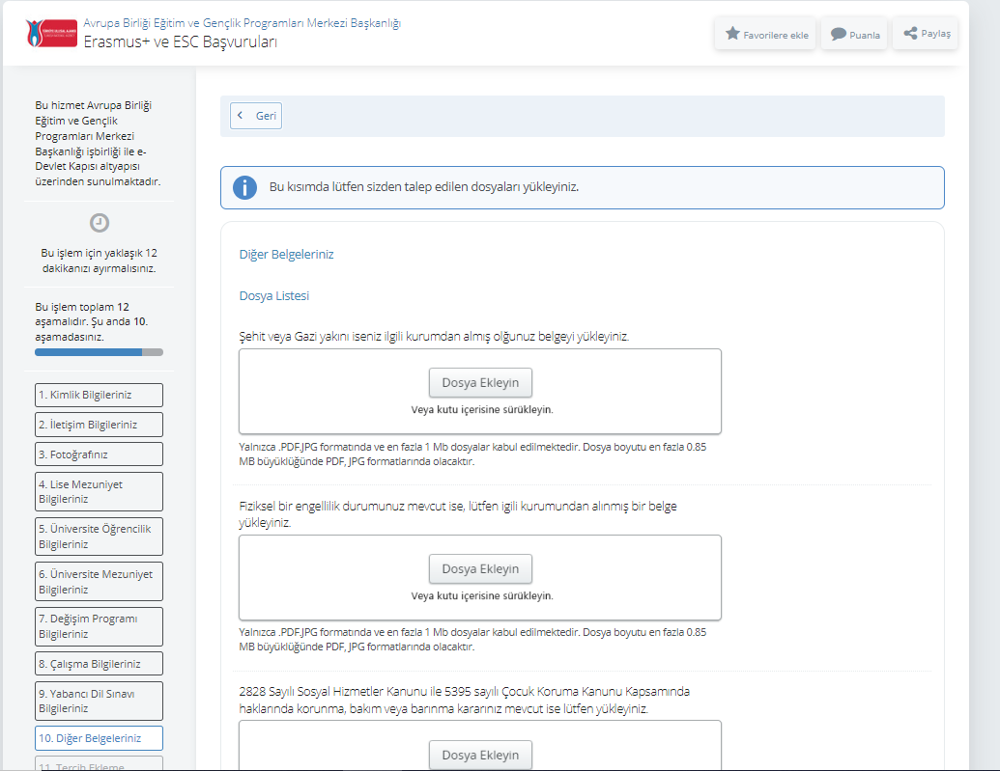 Avrupa Birliği Eğitim ve Gençlik Programları Merkezi Başkanlığı
Erasmus+ ve ESC Başvuruları
Favorilere ekle
Puanla
Paylaş
Bu hizmet Avrupa Birliği
Eğitim ve Gençlik
Programları Merkezi
Başkanlığı işbirliği ile e-
Devlet Kapısı altyapısı
üzerinden sunulmaktadır.
Bu işlem için yaklaşık 12
dakikanızı ayırmalısınız.
Bu işlem toplam 12
aşamalıdır. Şu anda 10.
aşamadasınız.
1. Kimlik Bilgileriniz
2. İletişim Bilgileriniz
3. Fotoğrafınız
4. Lise Mezuniyet
Bilgileriniz
5. Üniversite Öğrencilik
Bilgileriniz
6. Üniversite Mezuniyet
Bilgileriniz
7. Değişim Programı
Bilgileriniz
8. Çalışma Bilgileriniz
9. Yabancı Dil Sınavı
Bilgileriniz
10. Diğer Belgeleriniz
11. Tercih Ekleme
Geri
Bu kısımda lütfen sizden talep edilen dosyaları yükleyiniz.
Diğer Belgeleriniz
Dosya Listesi
Şehit veya Gazi yakını iseniz ilgili kurumdan almış olğunuz belgeyi yükleyiniz.
Dosya Ekleyin
Veya kutu içerisine sürükleyin.
Yalnızca .PDF,JPG formatında ve en fazla 1 Mb dosyalar kabul edilmektedir. Dosya boyutu en fazla 0.85
MB büyüklüğünde PDF, JPG formatlarında olacaktır.
Fiziksel bir engellilik durumunuz mevcut ise, lütfen igili kurumundan alınmış bir belge
yükleyiniz.
Dosya Ekleyin
Veya kutu içerisine sürükleyin.
Yalnızca .PDF,JPG formatında ve en fazla 1 Mb dosyalar kabul edilmektedir. Dosya boyutu en fazla 0.85
MB büyüklüğünde PDF, JPG formatlarında olacaktır.
2828 Sayılı Sosyal Hizmetler Kanunu ile 5395 sayılı Çocuk Koruma Kanunu Kapsamında
haklarında korunma, bakım veya barınma kararınız mevcut ise lütfen yükleyiniz.
Dosya Ekleyin